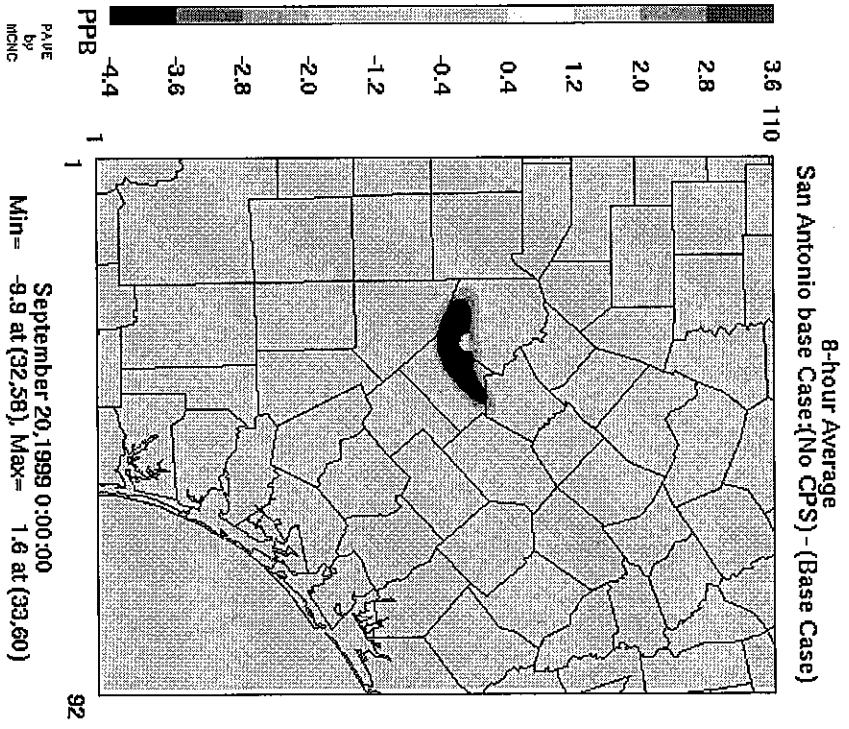 8-hour Average
San Antonio base Case:(No CPS) - (Base Case)
3.6 110
2.8
2.0
1.2
0.4
-0.4
-1.2
-2.0
-2.8
-3.6
-4.4 1
PPB
1 92
PAVE
by
MCNC
September 20,1999 0:00:00
Min= -9.9 at (32,58), Max= 1.6 at (33,60)